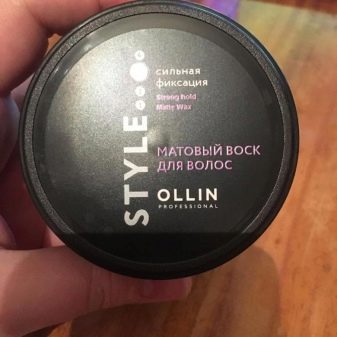 STYLE
сильная
фиксация
Strong hold
Matte Wax
МАТОВЫЙ ВОСК
ДЛЯ ВОЛОС
OLLIN
PROFESSIONAL